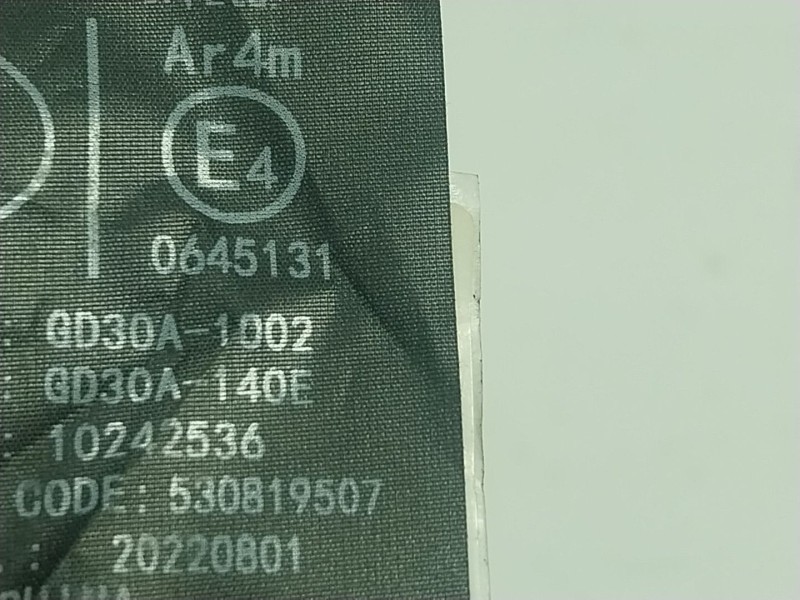 Ar4m
E4
0645131
: GD30A-1002
: GD30A-140E
: 10242536
CODE: 530819507
.: 20220801